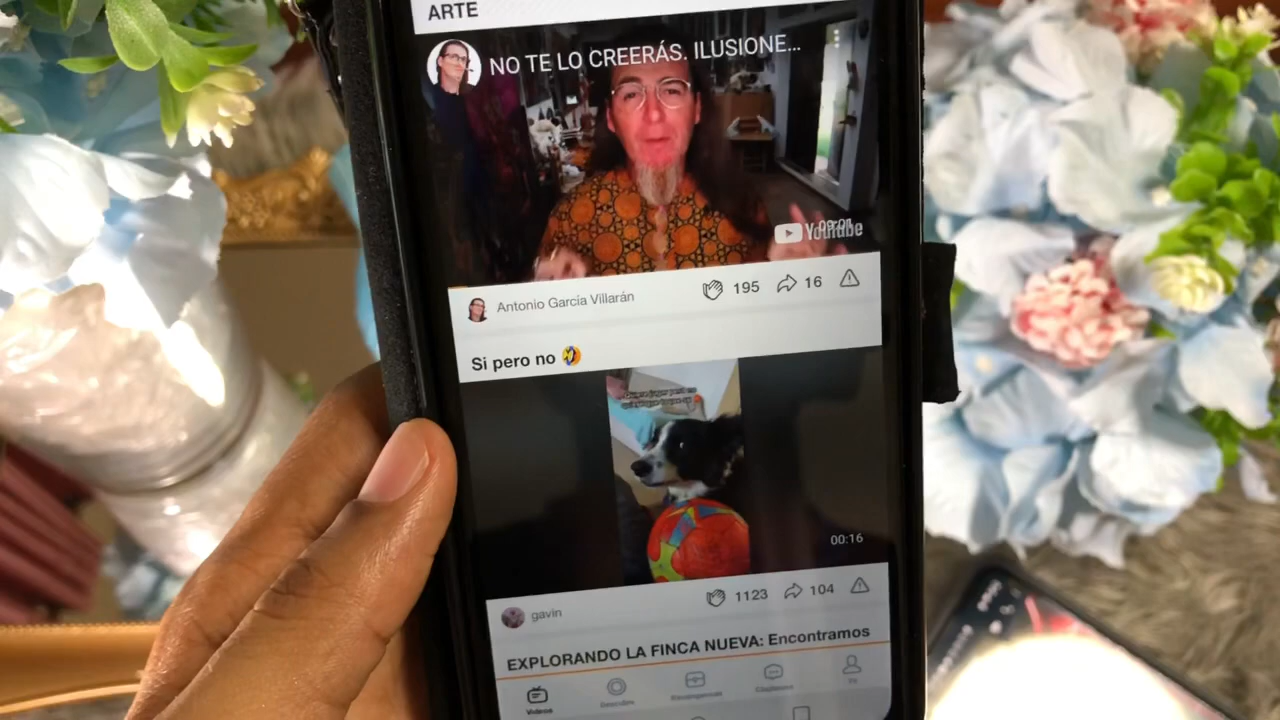 ARTE
NO TE LO CREERÁS. ILUSIONE...
YouTube
Antonio García Villarán
195
16
Si pero no 🤣
00:16
gavin
1123
104
EXPLORANDO LA FINCA NUEVA: Encontramos
Videos
Descubre